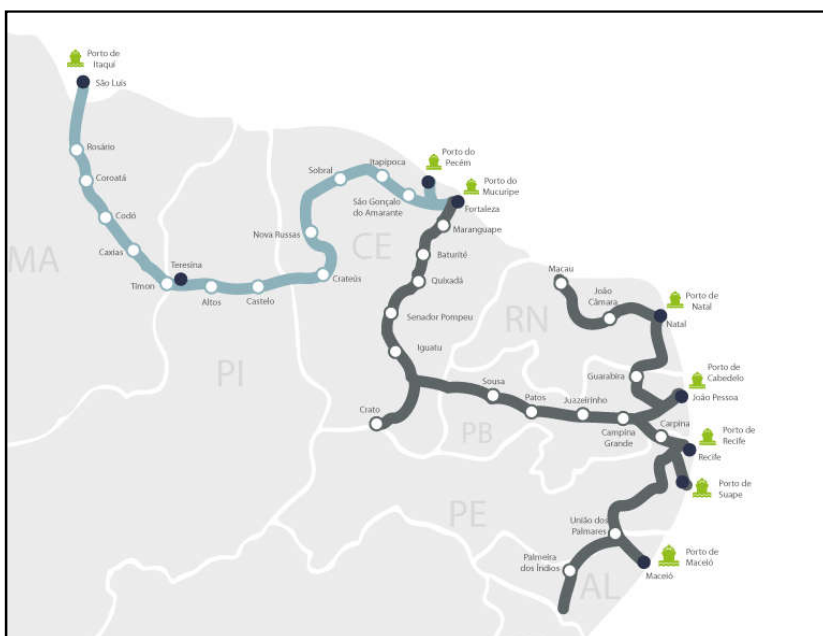 Porto de
Itaqui
São Luís
Rosário
Coroatá
Codó
Caxias
Timon
Teresina
Altos
Castelo
Crateús
Nova Russas
Sobral
Itapipoca
São Gonçalo
do Amarante
Porto do
Pecém
Porto do
Mucuripe
Fortaleza
Maranguape
Baturité
Quixadá
Senador Pompeu
Iguatu
Crato
Sousa
Patos
Juazeirinho
Campina
Grande
Macau
João
Câmara
Porto de
Natal
Natal
Guarabira
Porto de
Cabedelo
João Pessoa
Carpina
Porto de
Recife
Recife
Porto de
Suape
União dos
Palmares
Palmeira
dos Índios
Porto de
Maceió
Maceió
MA
PI
CE
RN
PB
PE
AL